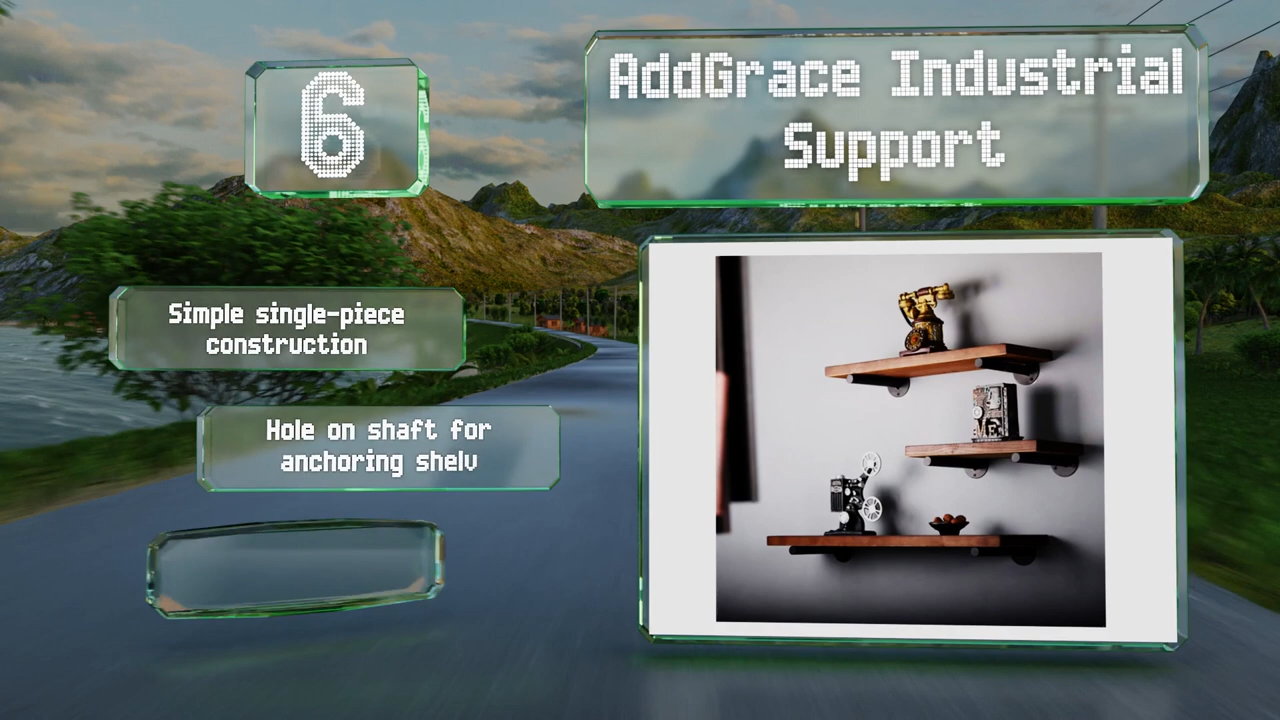 6
AddGrace Industrial
Support
Simple single-piece
construction
Hole on shaft for
anchoring shelv